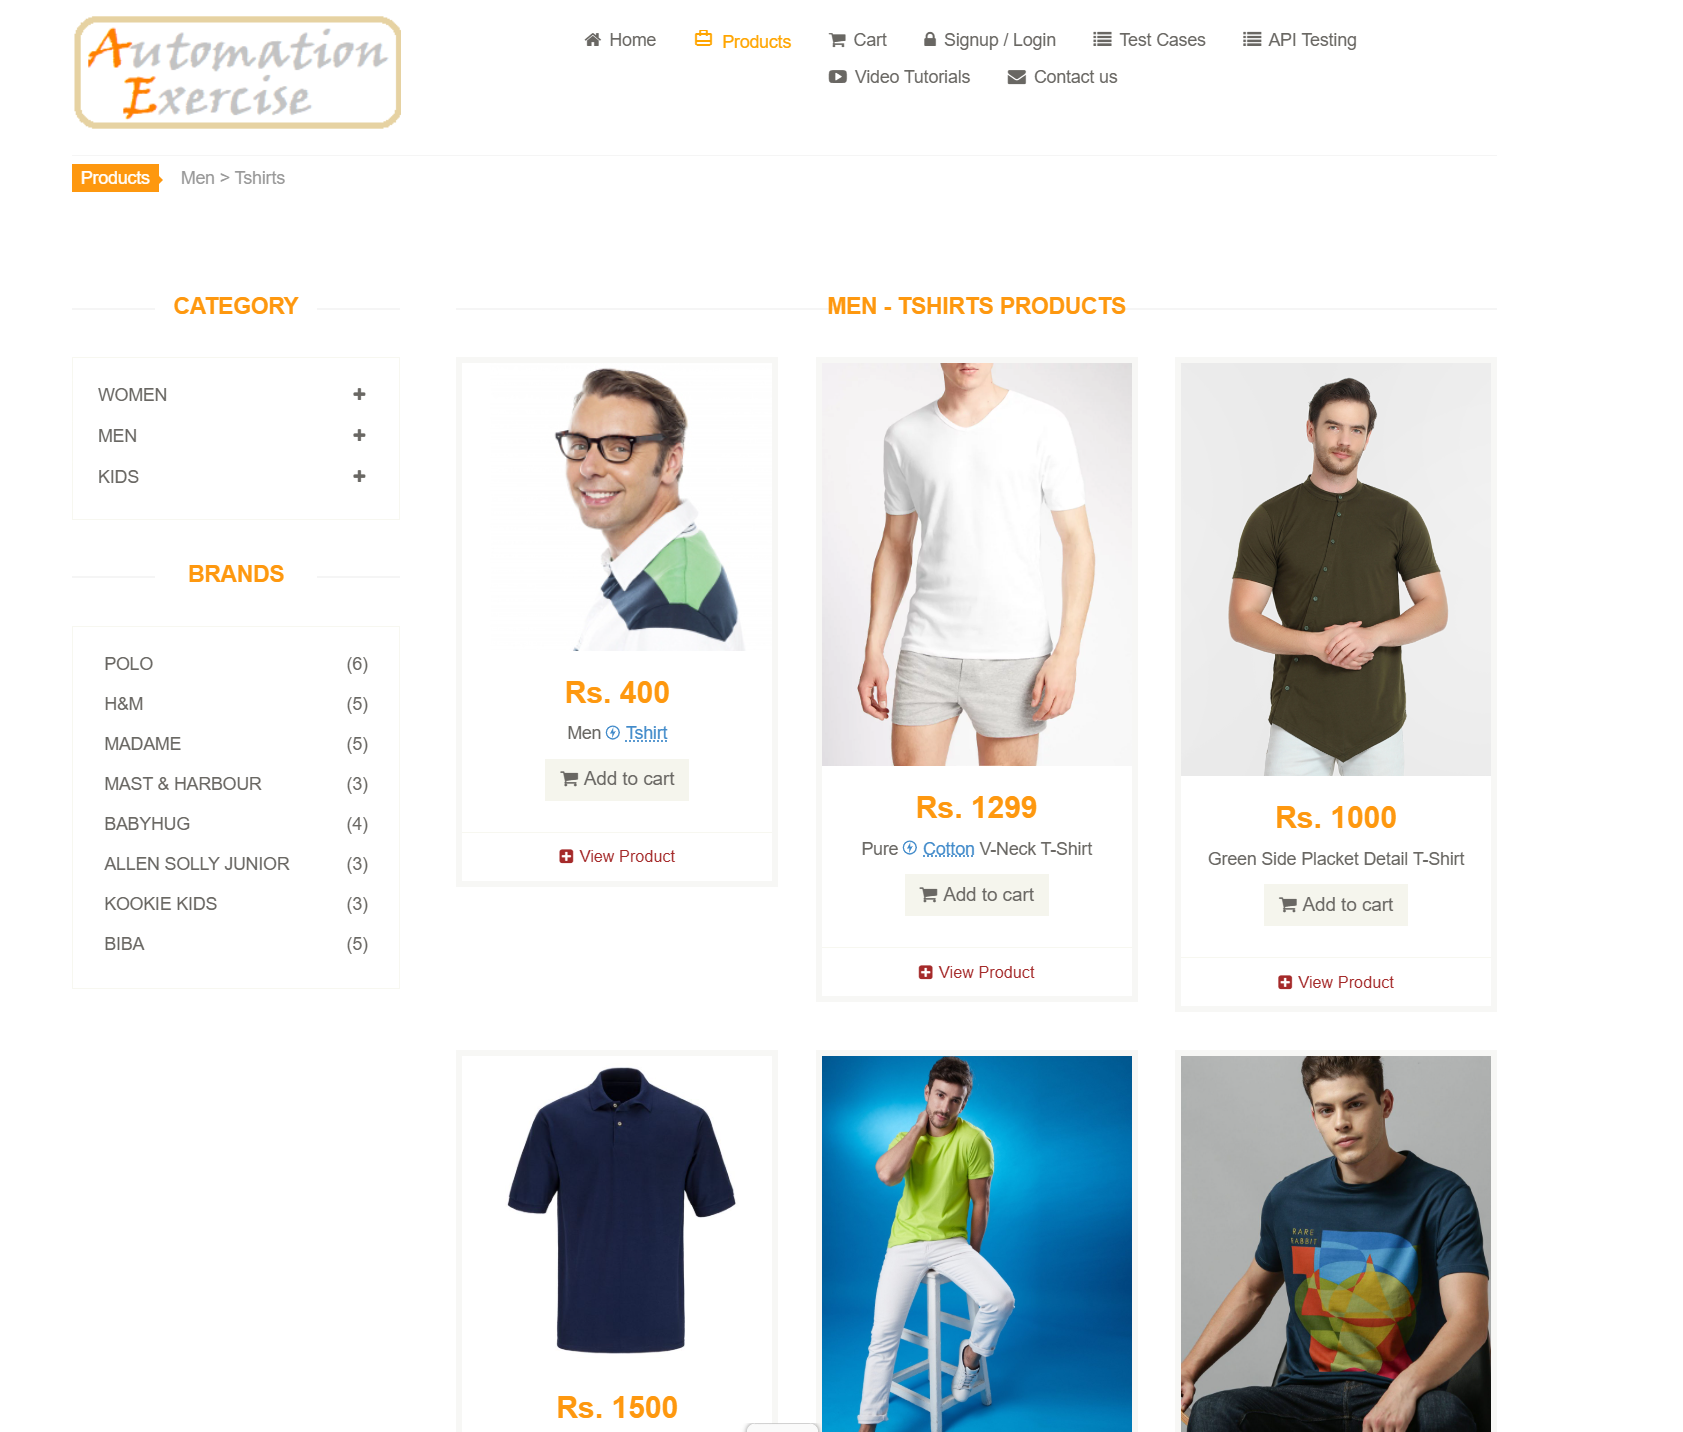 Automation
Exercise
Home Products Cart Signup / Login Test Cases API Testing
Video Tutorials Contact us
Products Men > Tshirts
CATEGORY
WOMEN
MEN
KIDS
BRANDS
POLO (6)
H&M (5)
MADAME (5)
MAST & HARBOUR (3)
BABYHUG (4)
ALLEN SOLLY JUNIOR (3)
KOOKIE KIDS (3)
BIBA (5)
MEN - TSHIRTS PRODUCTS
Rs. 400
Men Tshirt
Add to cart
View Product
Rs. 1299
Pure Cotton V-Neck T-Shirt
Add to cart
View Product
Rs. 1000
Green Side Placket Detail T-Shirt
Add to cart
View Product
Rs. 1500
RARE
RABBIT